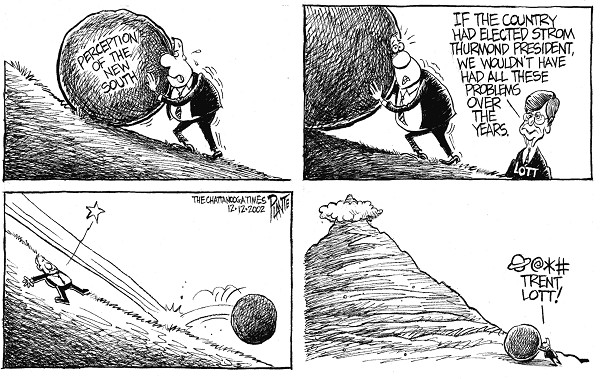 PERCEPTION
OF THE
NEW
SOUTH
IF THE COUNTRY
HAD ELECTED STROM
THURMOND PRESIDENT,
WE WOULDN'T HAVE
HAD ALL THESE
PROBLEMS
OVER
THE
YEARS.
LOTT
THE CHATTANOOGA TIMES
12·12·2002
PLANTE
@*#
TRENT
LOTT!